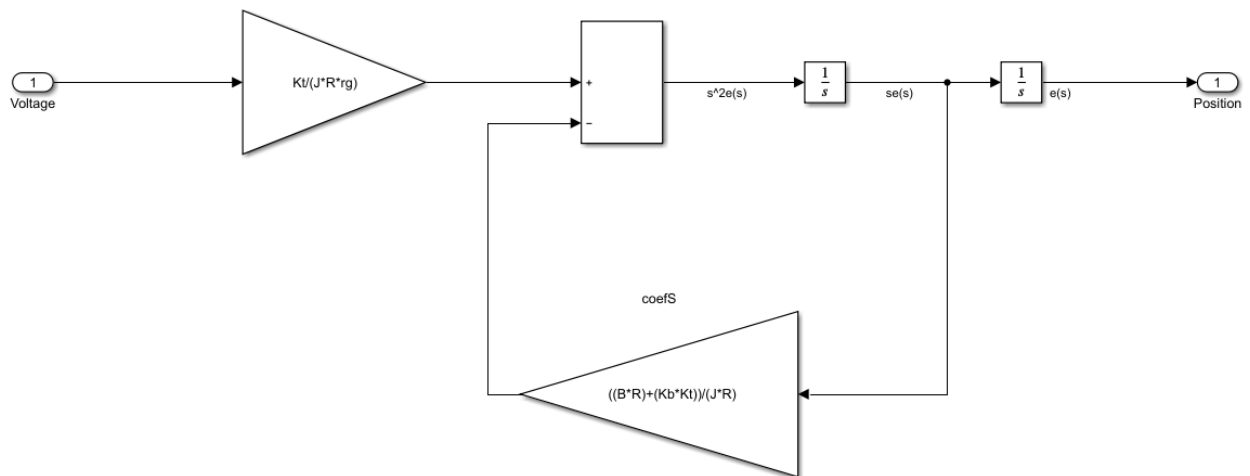 1
Voltage
Kt/(J*R*rg)
+
−
s^2e(s)
1
s
se(s)
1
s
e(s)
1
Position
coefS
((B*R)+(Kb*Kt))/(J*R)